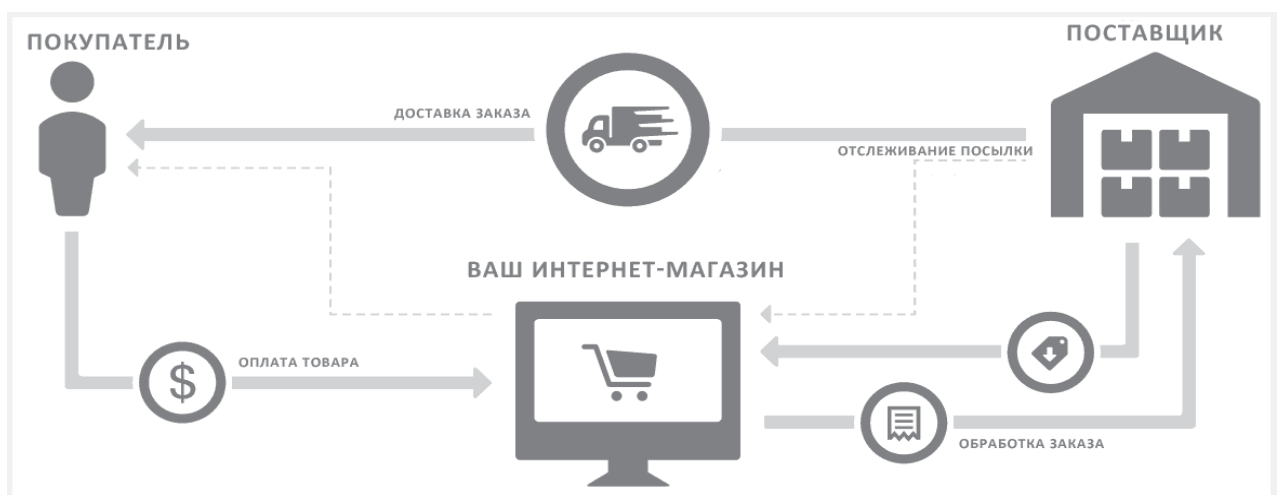 ПОКУПАТЕЛЬ
ПОСТАВЩИК
ДОСТАВКА ЗАКАЗА
ОТСЛЕЖИВАНИЕ ПОСЫЛКИ
ВАШ ИНТЕРНЕТ-МАГАЗИН
$
ОПЛАТА ТОВАРА
ОБРАБОТКА ЗАКАЗА